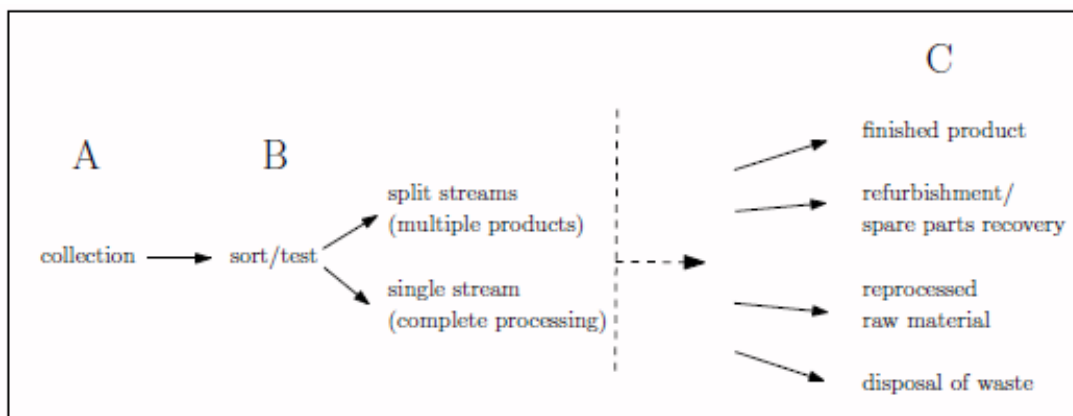 A
collection
B
sort/test
split streams
(multiple products)
single stream
(complete processing)
C
finished product
refurbishment/
spare parts recovery
reprocessed
raw material
disposal of waste